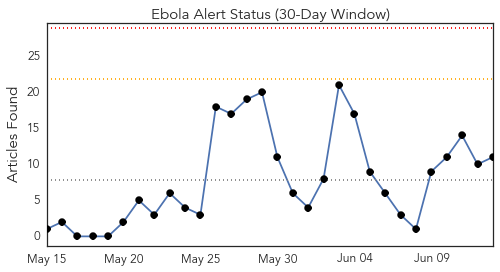 Ebola Alert Status (30-Day Window)
Articles Found
25
20
15
10
5
0
May 15
May 20
May 25
May 30
Jun 04
Jun 09